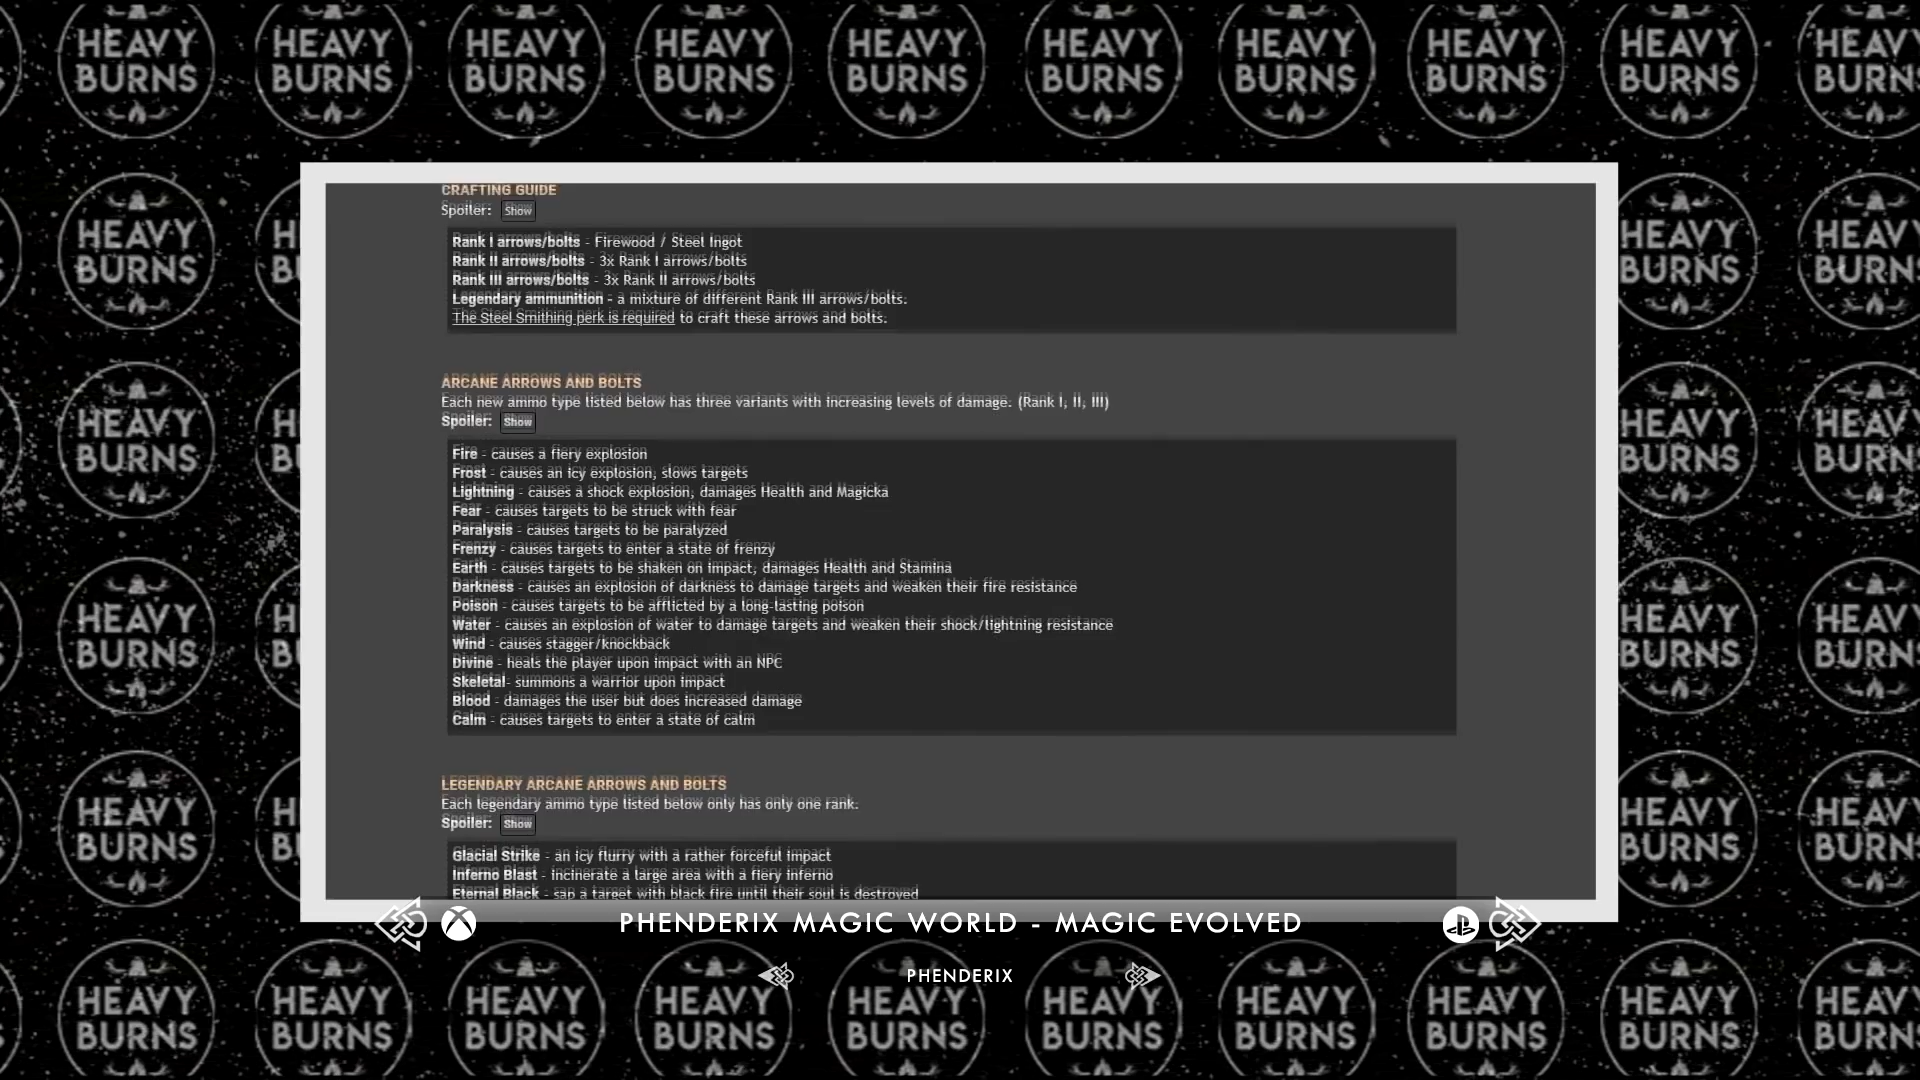 CRAFTING GUIDE
Spoiler: Show
Rank I arrows/bolts - Firewood / Steel Ingot
Rank II arrows/bolts - 3x Rank I arrows/bolts
Rank III arrows/bolts - 3x Rank II arrows/bolts
Legendary ammunition - a mixture of different Rank III arrows/bolts.
The Steel Smithing perk is required to craft these arrows and bolts.
ARCANE ARROWS AND BOLTS
Each new ammo type listed below has three variants with increasing levels of damage. (Rank I, II, III)
Spoiler: Show
Fire - causes a fiery explosion
Frost - causes an icy explosion, slows targets
Lightning - causes a shock explosion, damages Health and Magicka
Fear - causes targets to be struck with fear
Paralysis - causes targets to be paralyzed
Frenzy - causes targets to enter a state of frenzy
Earth - causes targets to be shaken on impact, damages Health and Stamina
Darkness - causes an explosion of darkness to damage targets and weaken their fire resistance
Poison - causes targets to be afflicted by a long-lasting poison
Water - causes an explosion of water to damage targets and weaken their shock/lightning resistance
Wind - causes stagger/knockback
Divine - heals the player upon impact with an NPC
Skeletal- summons a warrior upon impact
Blood - damages the user but does increased damage
Calm - causes targets to enter a state of calm
LEGENDARY ARCANE ARROWS AND BOLTS
Each legendary ammo type listed below only has only one rank.
Spoiler: Show
Glacial Strike - an icy flurry with a rather forceful impact
Inferno Blast - incinerate a large area with a fiery inferno
Eternal Black - sap a target with black fire until their soul is destroyed
PHENDERIX MAGIC WORLD - MAGIC EVOLVED
PHENDERIX
HEAVY BURNS